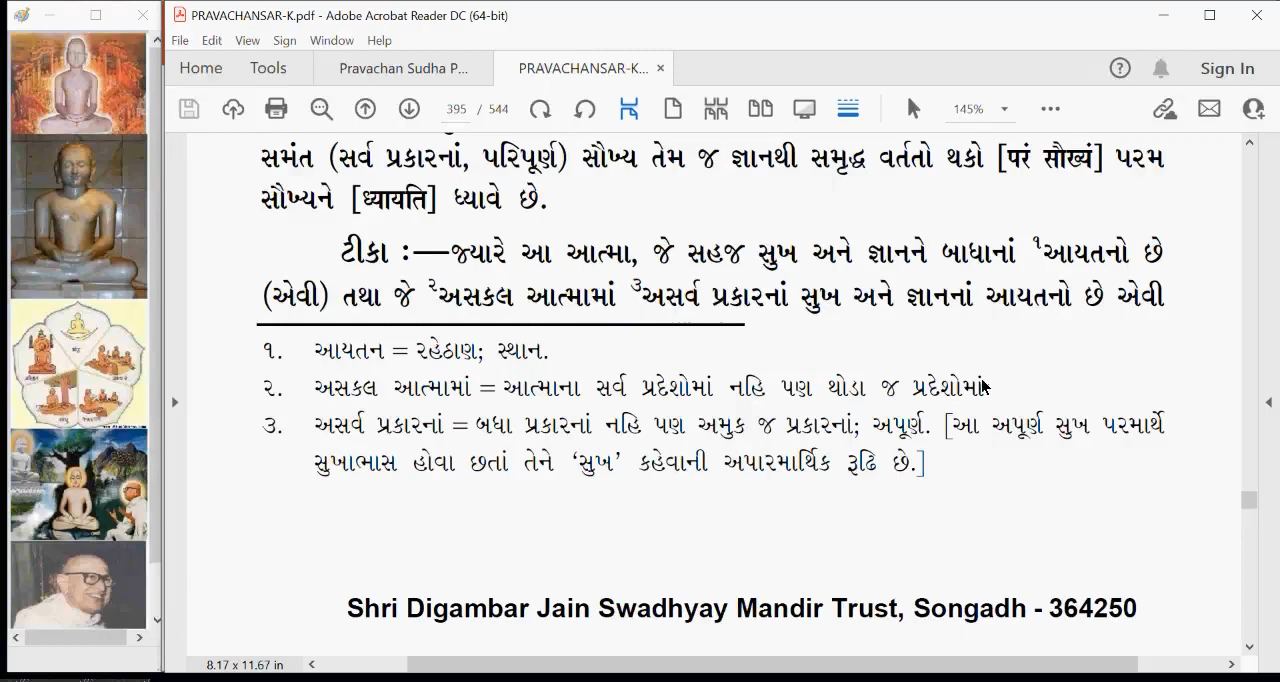 PRAVACHANSAR-K.pdf - Adobe Acrobat Reader DC (64-bit)
File Edit View Sign Window Help
Home Tools Pravachan Sudha P... PRAVACHANSAR-K... × Sign In
395 / 544 145%
સમંત (સર્વ પ્રકારનાં, પરિપૂર્ણ) સૌખ્ય તેમ જ જ્ઞાનથી સમૃદ્ધ વર્તતો થકો [परं सौख्यं] પરમ
સૌખ્યને [ध्यायति] ધ્યાવે છે.
ટીકા :—જ્યારે આ આત્મા, જે સહજ સુખ અને જ્ઞાનને બાધાનાં ૧આયતનો છે
(એવી) તથા જે ૨અસકલ આત્મામાં ૩અસર્વ પ્રકારનાં સુખ અને જ્ઞાનનાં આયતનો છે એવી
૧. આયતન = રહેઠાણ; સ્થાન.
૨. અસકલ આત્મામાં = આત્માના સર્વ પ્રદેશોમાં નહિ પણ થોડા જ પ્રદેશોમાં
૩. અસર્વ પ્રકારનાં = બધા પ્રકારનાં નહિ પણ અમુક જ પ્રકારનાં; અપૂર્ણ. [આ અપૂર્ણ સુખ પરમાર્થે
સુખાભાસ હોવા છતાં તેને ‘સુખ’ કહેવાની અપારમાર્થિક રૂઢિ છે.]
Shri Digambar Jain Swadhyay Mandir Trust, Songadh - 364250
8.17 x 11.67 in